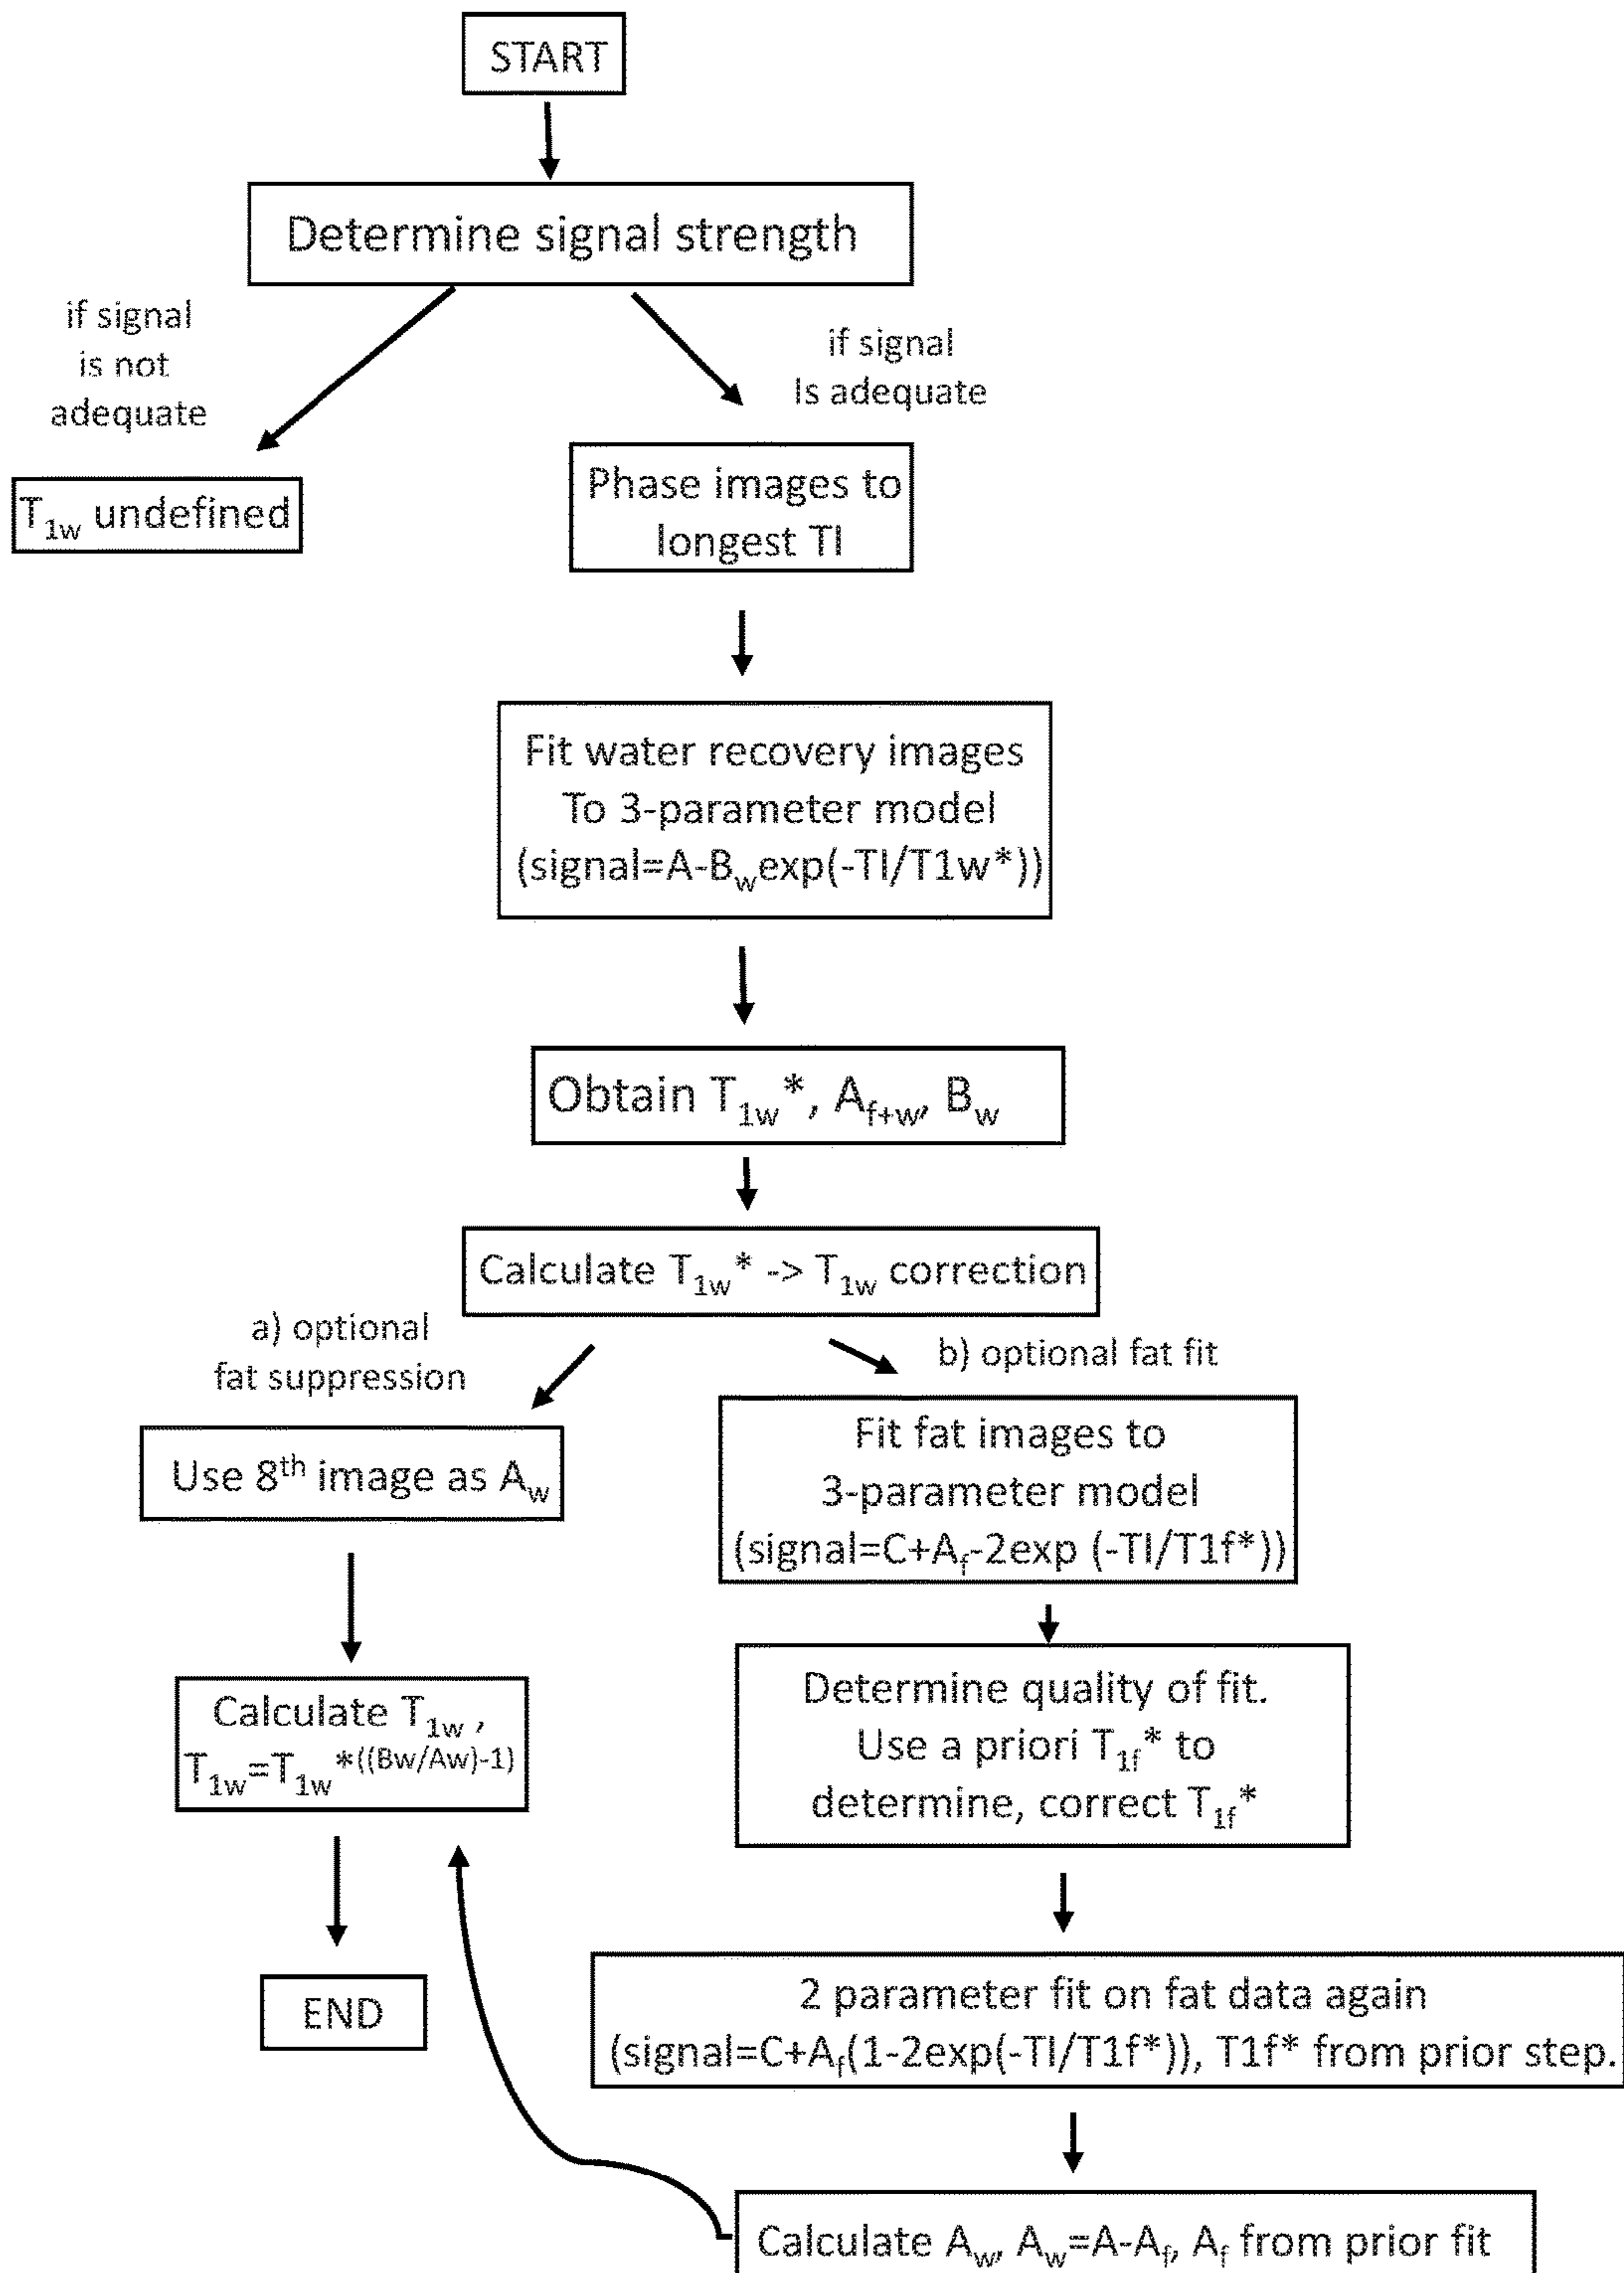 START
Determine signal strength
if signal
is not
adequate
if signal
Is adequate
T₁w undefined
Phase images to
longest TI
Fit water recovery images
To 3-parameter model
(signal=A-Bwexp(-TI/T1w*))
Obtain T₁w*, Af+w, Bw
Calculate T₁w* -> T₁w correction
a) optional
fat suppression
b) optional fat fit
Use 8th image as Aw
Fit fat images to
3-parameter model
(signal=C+Af-2exp (-TI/T1f*))
Calculate T₁w ,
T₁w=T₁w*((Bw/Aw)-1)
Determine quality of fit.
Use a priori T₁f* to
determine, correct T₁f*
END
2 parameter fit on fat data again
(signal=C+Af(1-2exp(-TI/T1f*)), T1f* from prior step.
Calculate Aw, Aw=A-Af, Af from prior fit